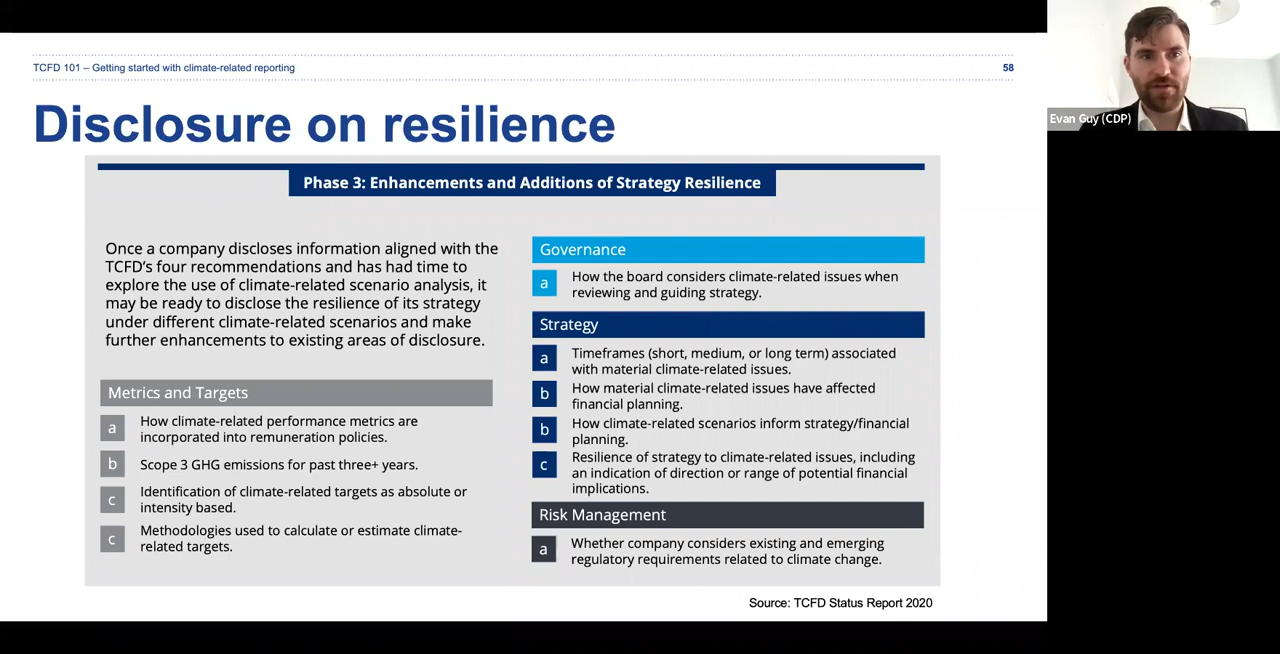 TCFD 101 – Getting started with climate-related reporting
58
Disclosure on resilience
Phase 3: Enhancements and Additions of Strategy Resilience
Once a company discloses information aligned with the
TCFD's four recommendations and has had time to
explore the use of climate-related scenario analysis, it
may be ready to disclose the resilience of its strategy
under different climate-related scenarios and make
further enhancements to existing areas of disclosure.
Metrics and Targets
a How climate-related performance metrics are
incorporated into remuneration policies.
b Scope 3 GHG emissions for past three+ years.
c Identification of climate-related targets as absolute or
intensity based.
c Methodologies used to calculate or estimate climate-
related targets.
Governance
a How the board considers climate-related issues when
reviewing and guiding strategy.
Strategy
a Timeframes (short, medium, or long term) associated
with material climate-related issues.
b How material climate-related issues have affected
financial planning.
b How climate-related scenarios inform strategy/financial
planning.
c Resilience of strategy to climate-related issues, including
an indication of direction or range of potential financial
implications.
Risk Management
a Whether company considers existing and emerging
regulatory requirements related to climate change.
Source: TCFD Status Report 2020
Evan Guy (CDP)